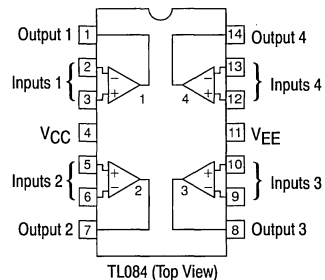 Output 1 1 14 Output 4
2 − − 13
Inputs 1 { } Inputs 4
3 + 1 4 + 12
VCC 4 11 VEE
5 + + 10
Inputs 2 { } Inputs 3
6 − 2 3 − 9
Output 2 7 8 Output 3
TL084 (Top View)